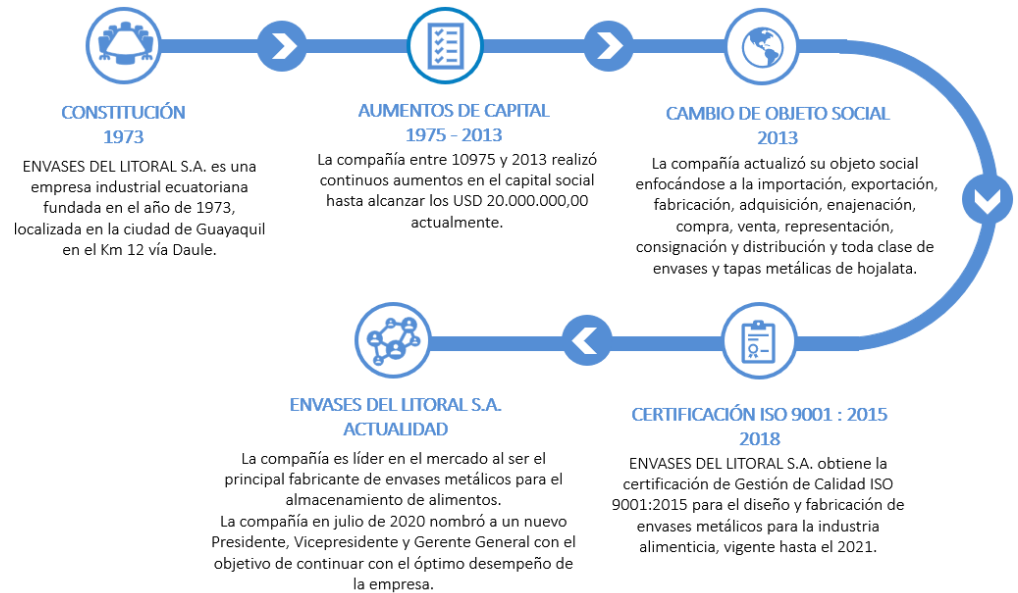 CONSTITUCIÓN
1973
ENVASES DEL LITORAL S.A. es una
empresa industrial ecuatoriana
fundada en el año de 1973,
localizada en la ciudad de Guayaquil
en el Km 12 vía Daule.
AUMENTOS DE CAPITAL
1975 - 2013
La compañía entre 10975 y 2013 realizó
continuos aumentos en el capital social
hasta alcanzar los USD 20.000.000,00
actualmente.
CAMBIO DE OBJETO SOCIAL
2013
La compañía actualizó su objeto social
enfocándose a la importación, exportación,
fabricación, adquisición, enajenación,
compra, venta, representación,
consignación y distribución y toda clase de
envases y tapas metálicas de hojalata.
ENVASES DEL LITORAL S.A.
ACTUALIDAD
La compañía es líder en el mercado al ser el
principal fabricante de envases metálicos para el
almacenamiento de alimentos.
La compañía en julio de 2020 nombró a un nuevo
Presidente, Vicepresidente y Gerente General con el
objetivo de continuar con el óptimo desempeño de
la empresa.
CERTIFICACIÓN ISO 9001 : 2015
2018
ENVASES DEL LITORAL S.A. obtiene la
certificación de Gestión de Calidad ISO
9001:2015 para el diseño y fabricación de
envases metálicos para la industria
alimenticia, vigente hasta el 2021.